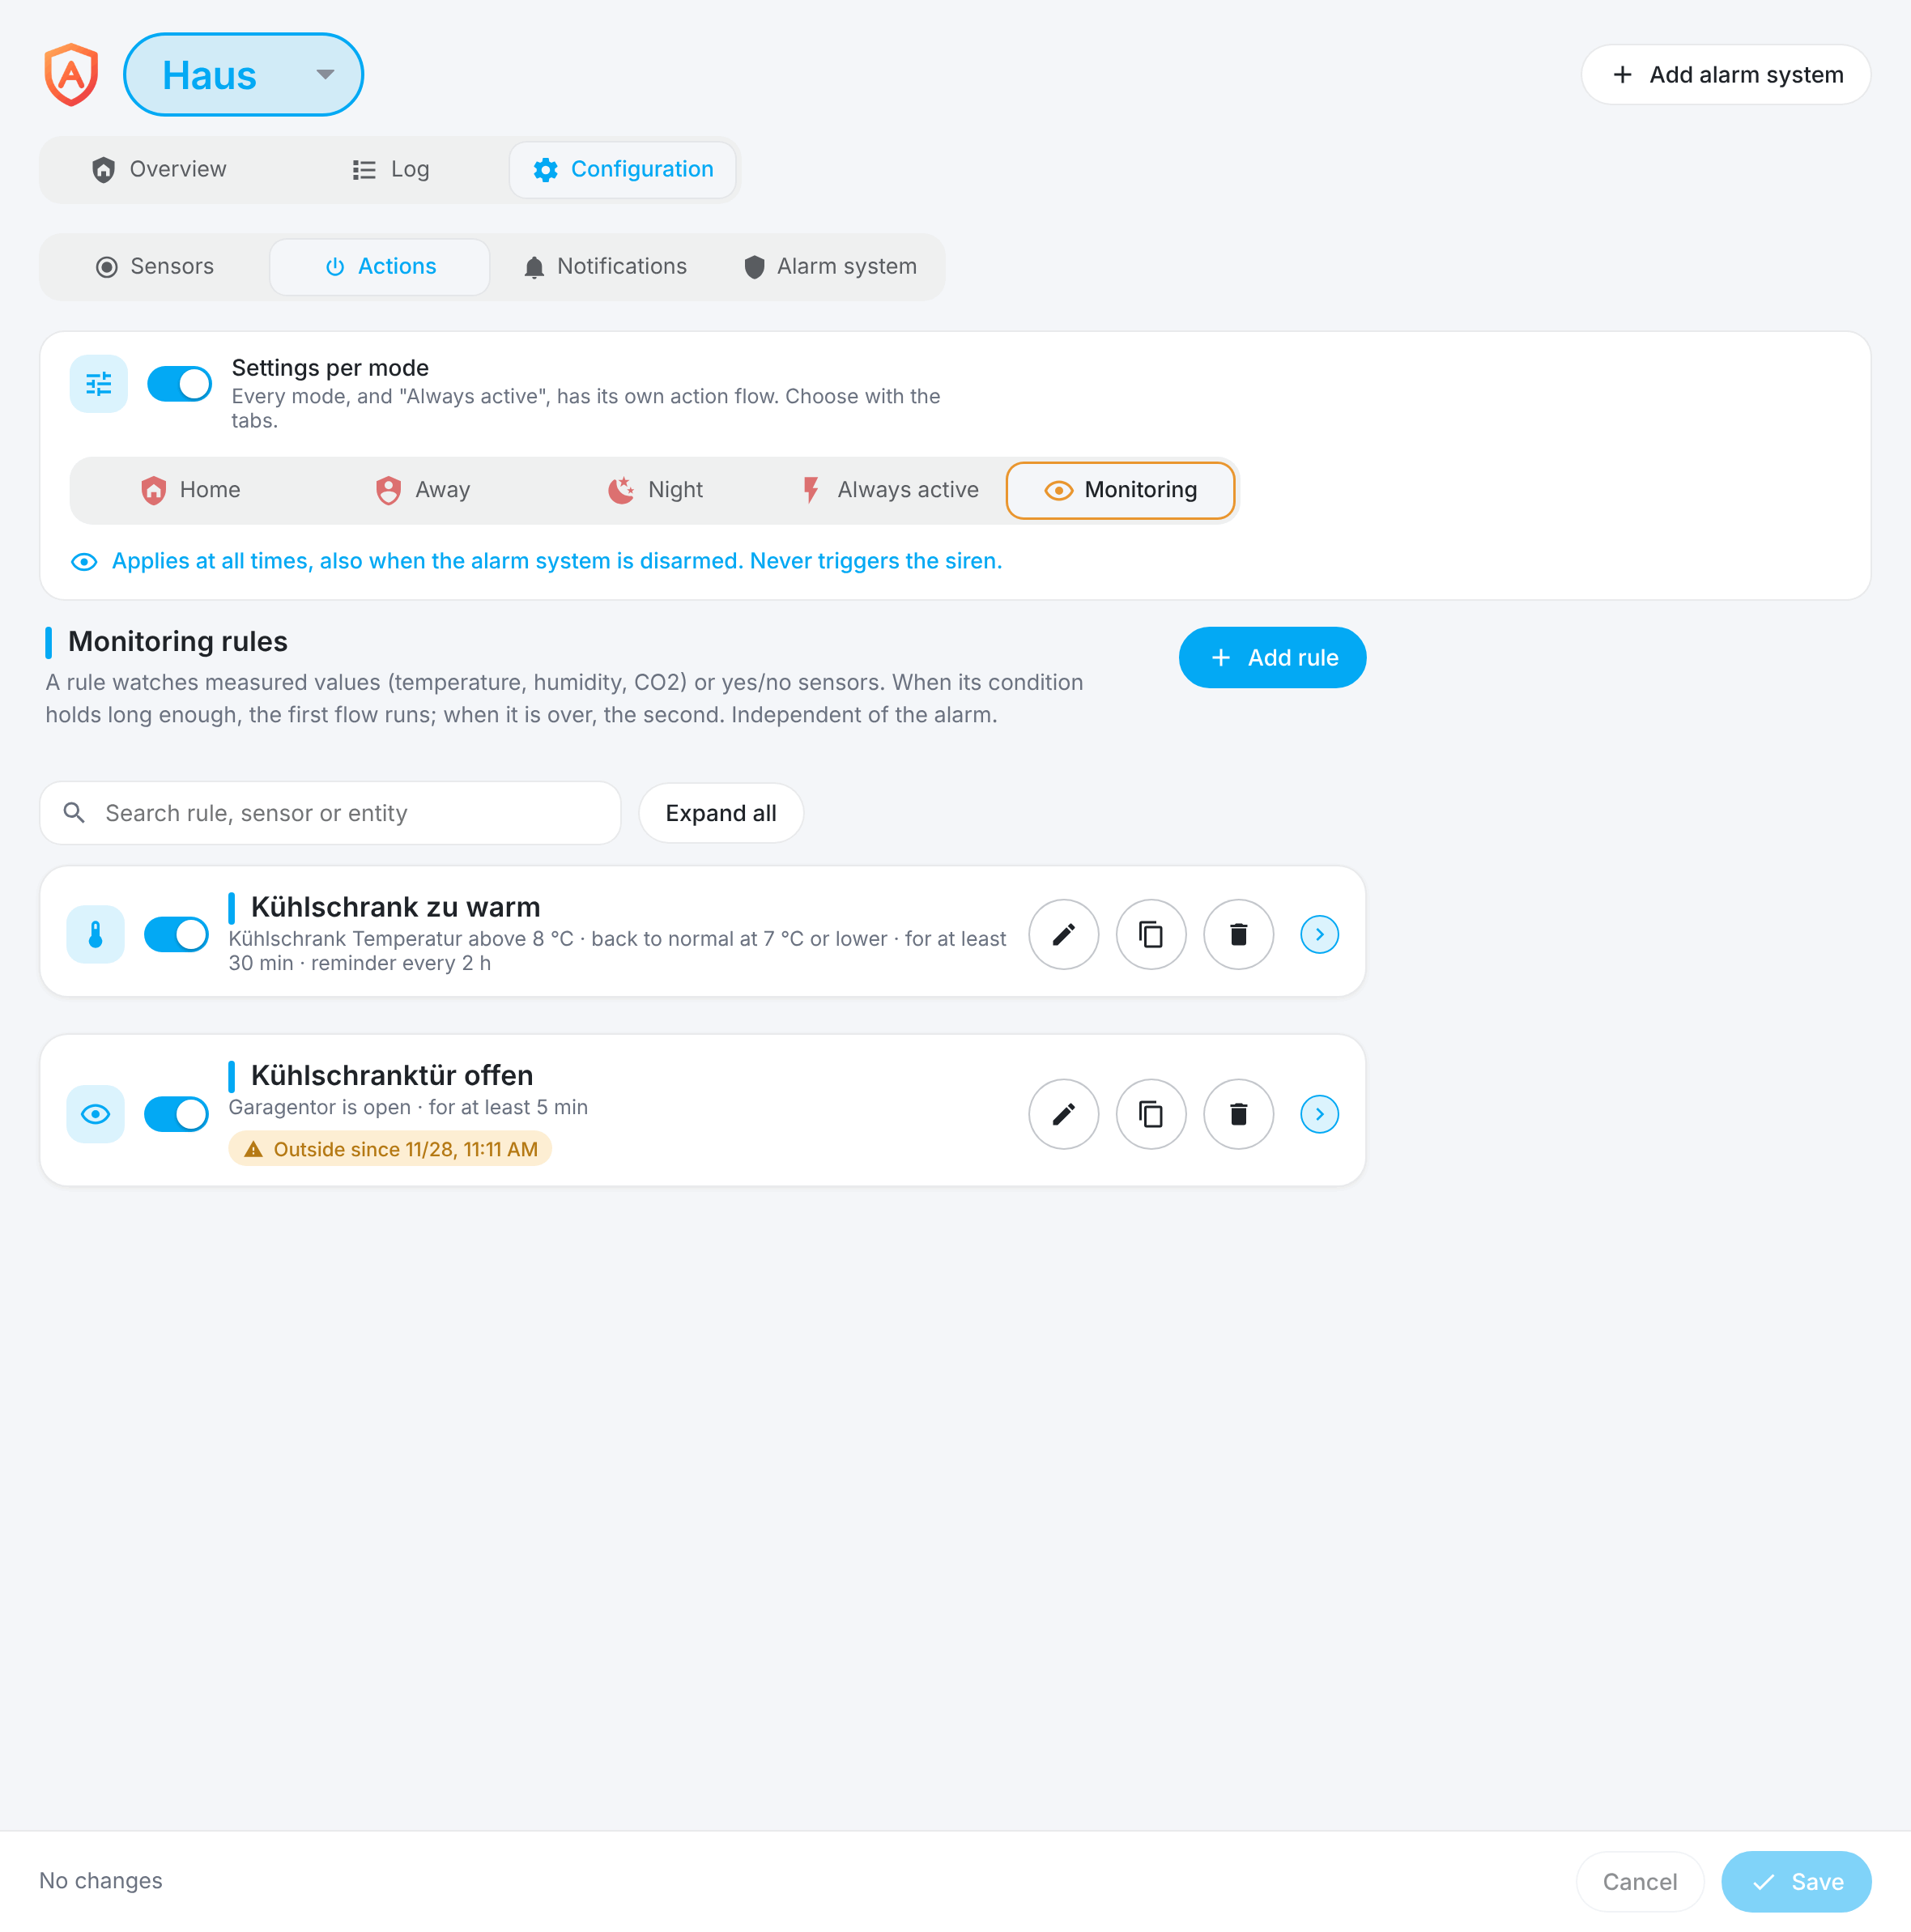 Haus
Add alarm system
Overview
Log
Configuration
Sensors
Actions
Notifications
Alarm system
Settings per mode
Every mode, and "Always active", has its own action flow. Choose with the
tabs.
Home
Away
Night
Always active
Monitoring
Applies at all times, also when the alarm system is disarmed. Never triggers the siren.
Monitoring rules
Add rule
A rule watches measured values (temperature, humidity, CO2) or yes/no sensors. When its condition
holds long enough, the first flow runs; when it is over, the second. Independent of the alarm.
Search rule, sensor or entity
Expand all
Kühlschrank zu warm
Kühlschrank Temperatur above 8 °C · back to normal at 7 °C or lower · for at least
30 min · reminder every 2 h
Kühlschranktür offen
Garagentor is open · for at least 5 min
Outside since 11/28, 11:11 AM
No changes
Cancel
Save